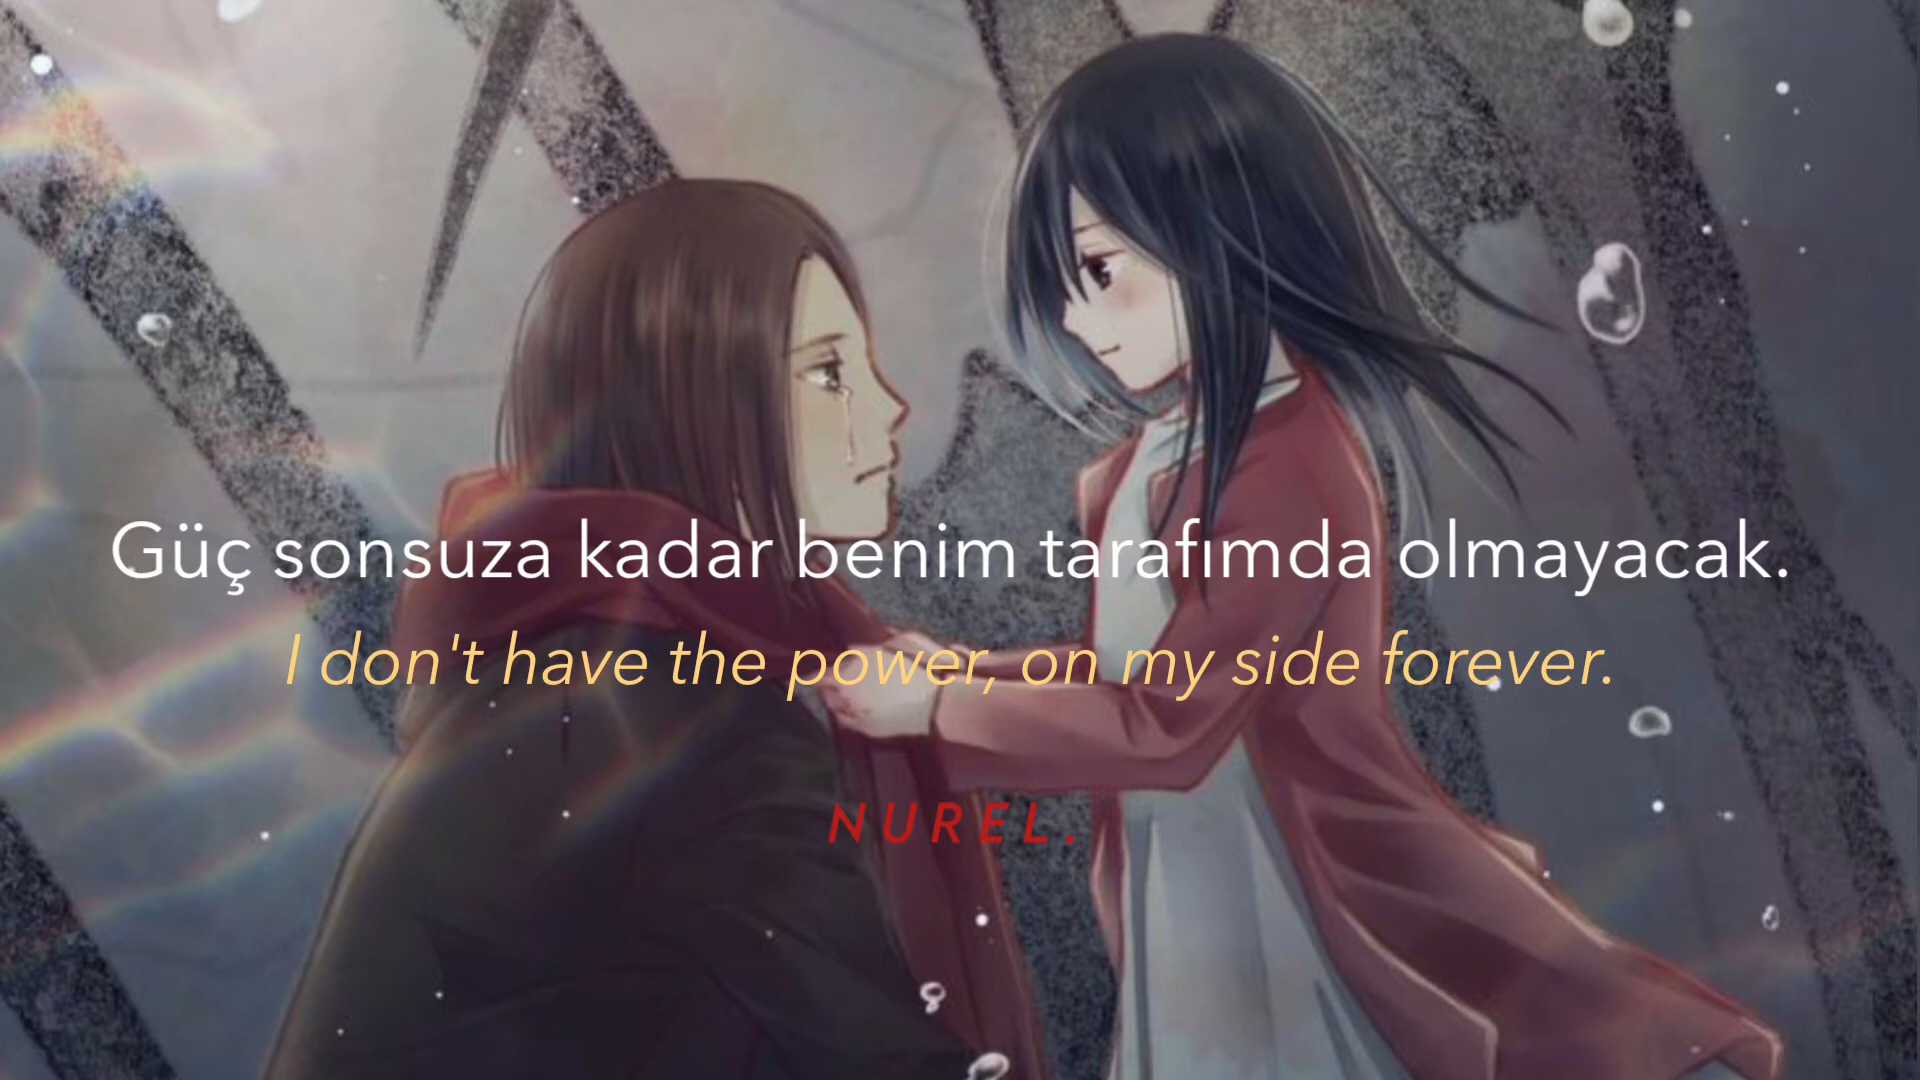 Güç sonsuza kadar benim tarafımda olmayacak.
I don't have the power, on my side forever.
NUREL.